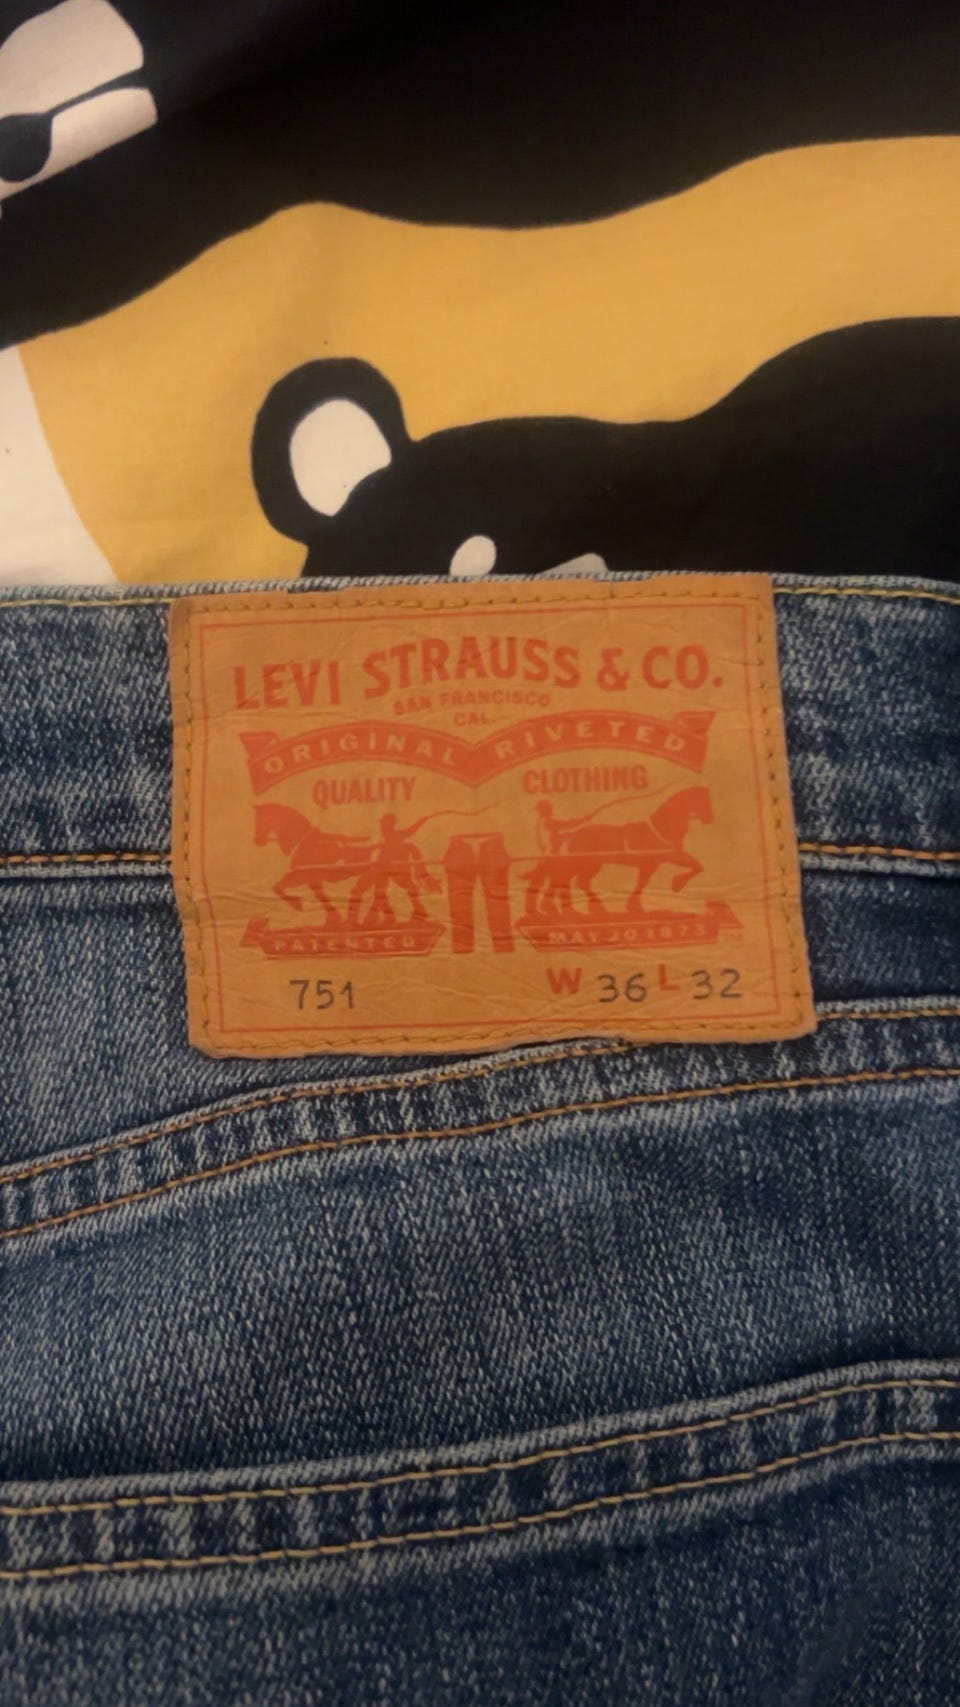 LEVI STRAUSS & CO.
SAN FRANCISCO
CAL.
ORIGINAL RIVETED
QUALITY CLOTHING
PATENTED MAY 20 1873
751 W 36 L 32